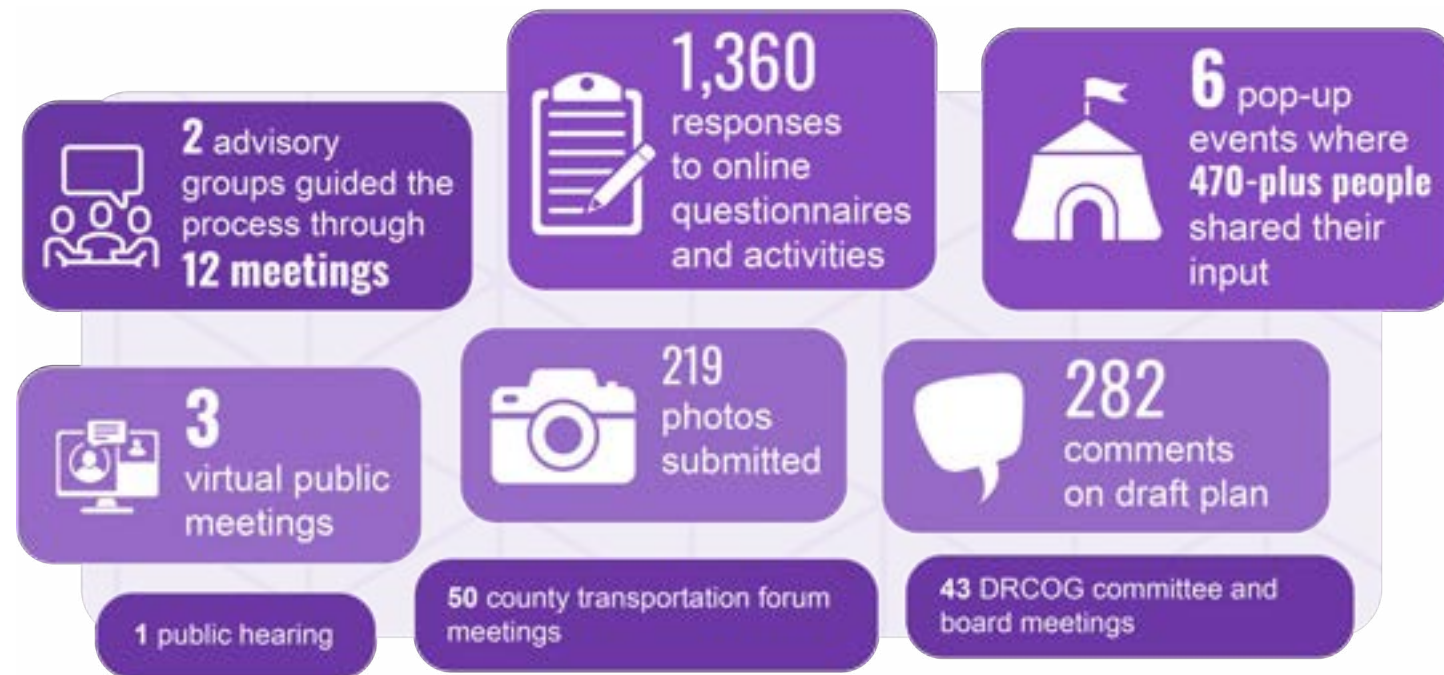 2 advisory
groups guided the
process through
12 meetings
1,360
responses
to online
questionnaires
and activities
6 pop-up
events where
470-plus people
shared their
input
3
virtual public
meetings
219
photos
submitted
282
comments
on draft plan
1 public hearing
50 county transportation forum
meetings
43 DRCOG committee and
board meetings